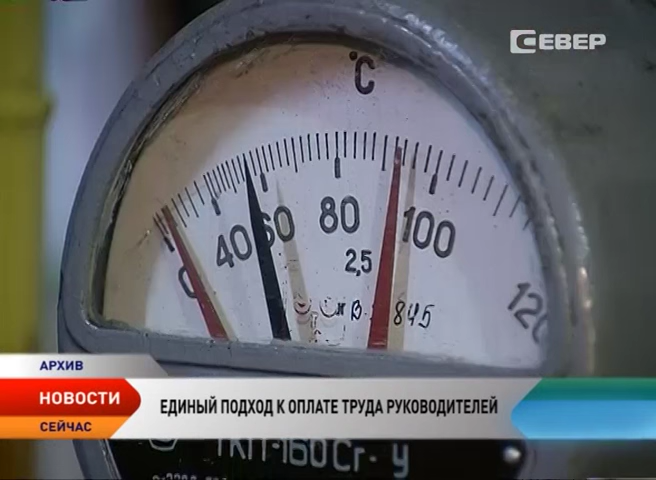 СЕВЕР
°C
0 40 60 80 100 120
2,5
845
АРХИВ
НОВОСТИ
СЕЙЧАС
ЕДИНЫЙ ПОДХОД К ОПЛАТЕ ТРУДА РУКОВОДИТЕЛЕЙ
ТКП-160Сг-У